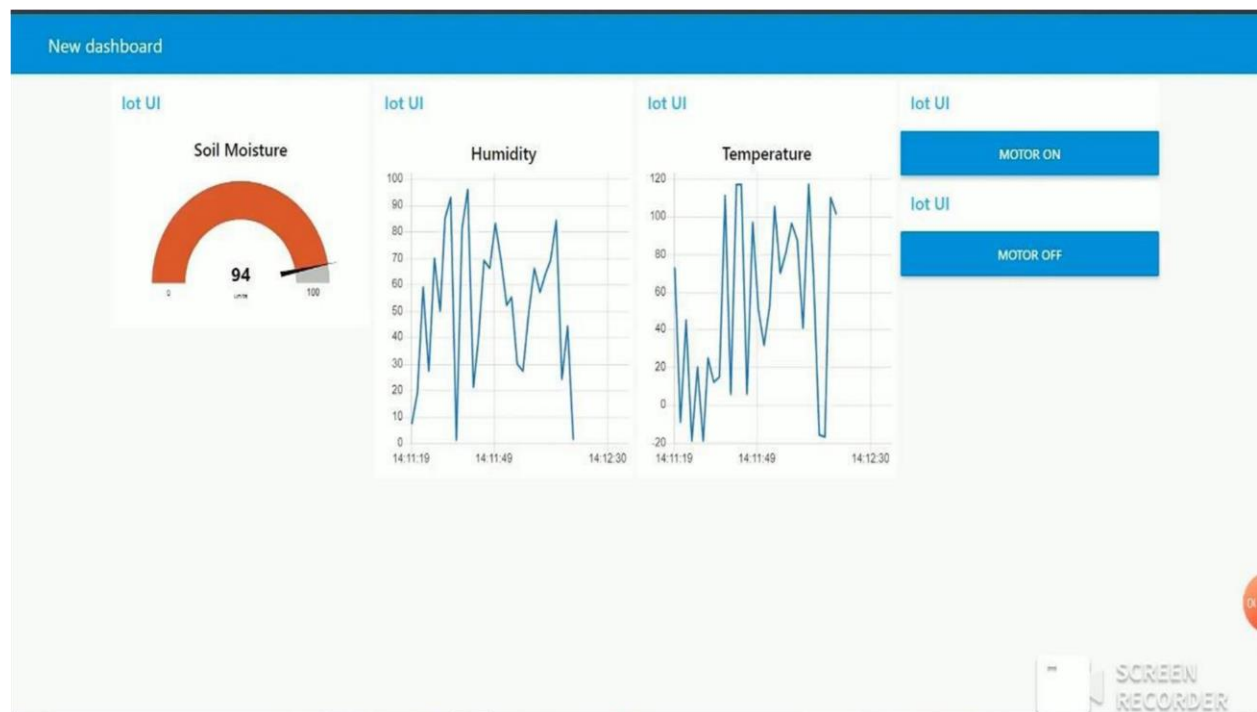 New dashboard
Iot UI
Soil Moisture
94
units
0
100
Iot UI
Humidity
100
90
80
70
60
50
40
30
20
10
0
14:11:19 14:11:49 14:12:30
Iot UI
Temperature
120
100
80
60
40
20
0
-20
14:11:19 14:11:49 14:12:30
Iot UI
MOTOR ON
Iot UI
MOTOR OFF
SCREEN
RECORDER